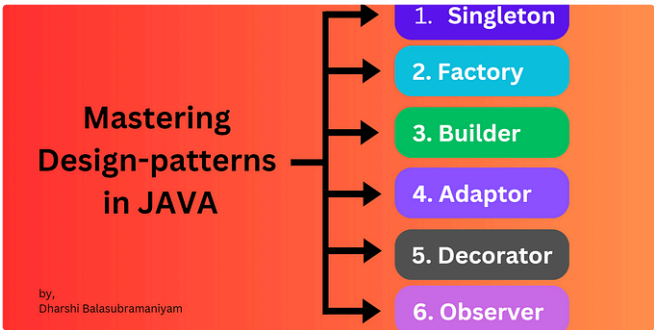 Mastering
Design-patterns
in JAVA
by,
Dharshi Balasubramaniyam
1. Singleton
2. Factory
3. Builder
4. Adaptor
5. Decorator
6. Observer